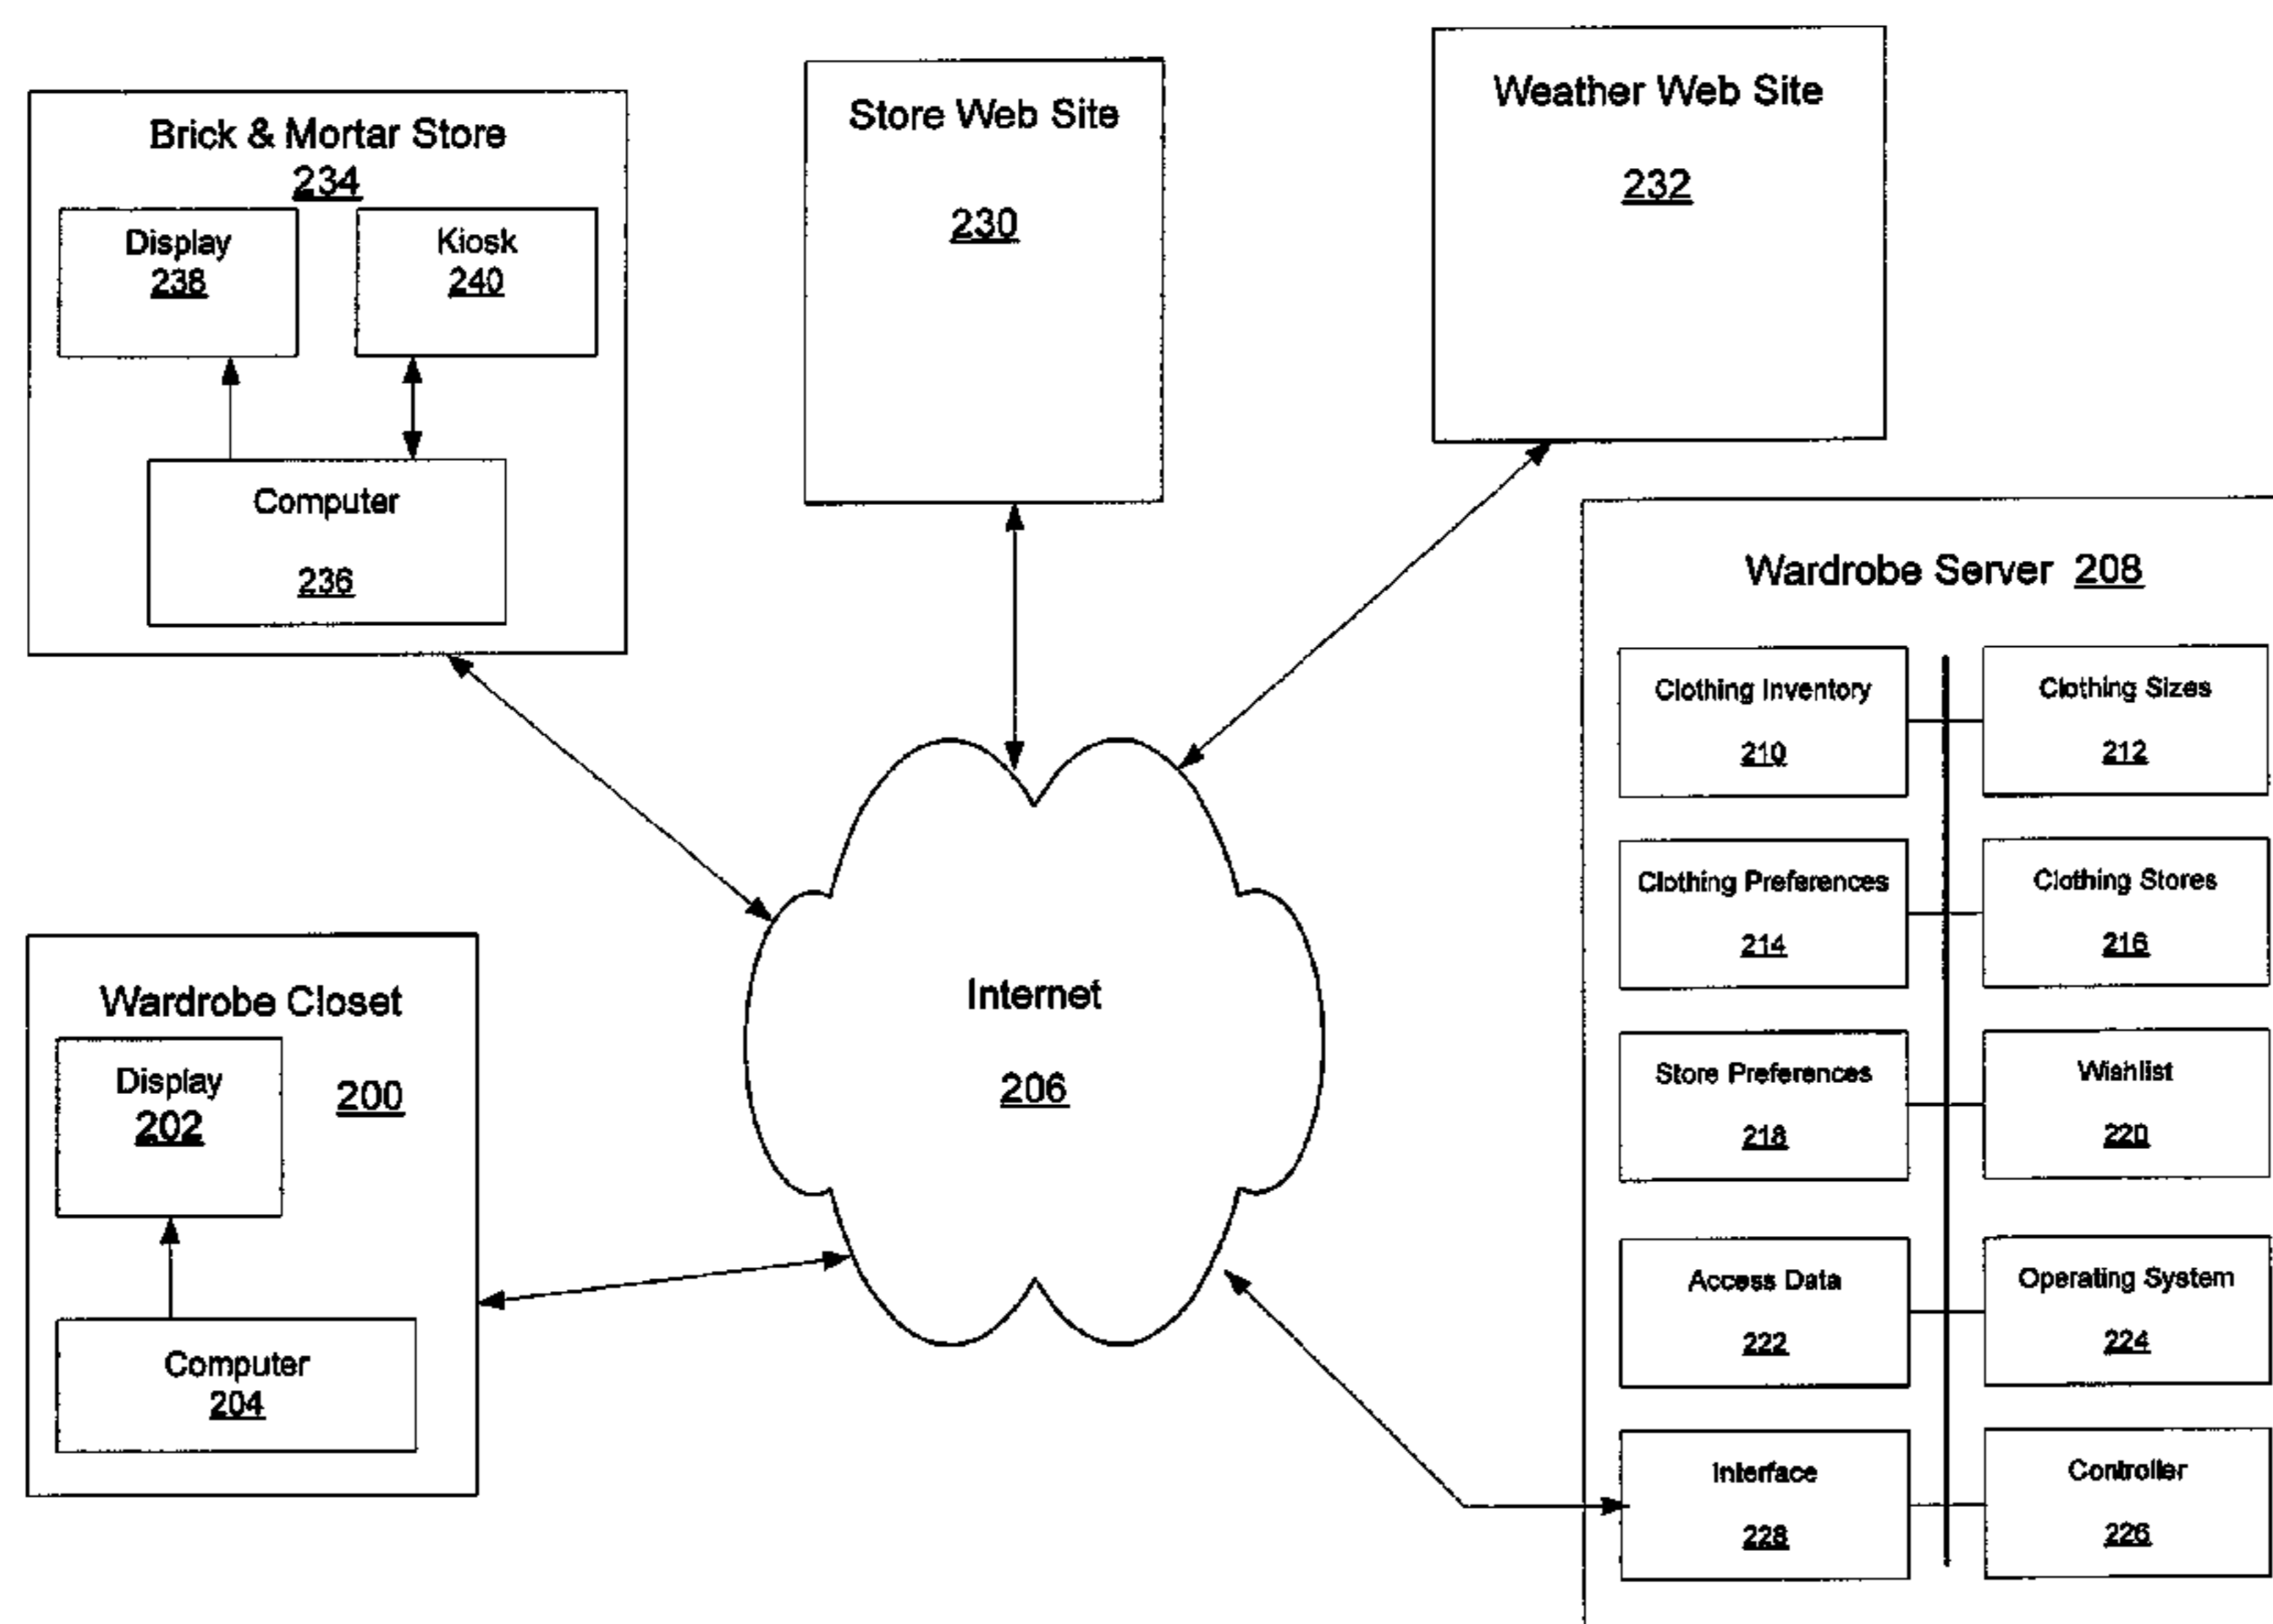 Brick & Mortar Store
234
Display
238
Kiosk
240
Computer
236
Store Web Site
230
Weather Web Site
232
Wardrobe Closet
200
Display
202
Computer
204
Internet
206
Wardrobe Server 208
Clothing Inventory
210
Clothing Sizes
212
Clothing Preferences
214
Clothing Stores
216
Store Preferences
218
Wishlist
220
Access Data
222
Operating System
224
Interface
228
Controller
226